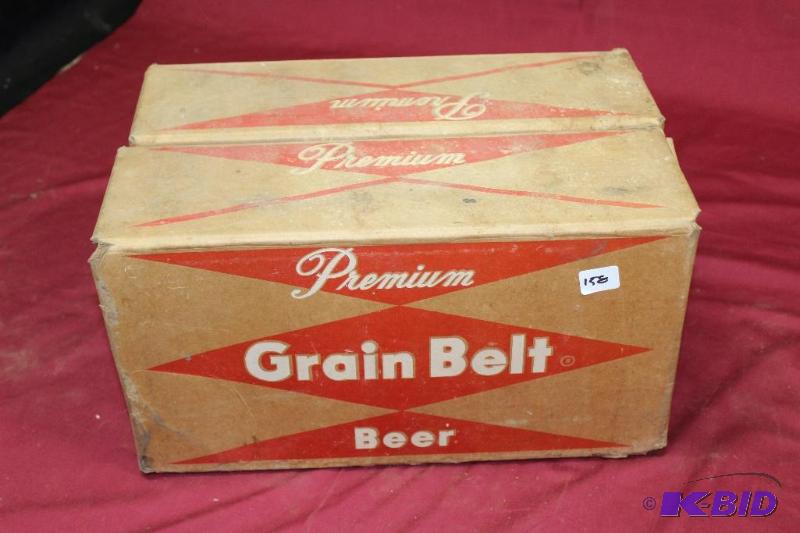 Premium
Premium
Premium
158
Grain Belt ®
Beer
© K-BID